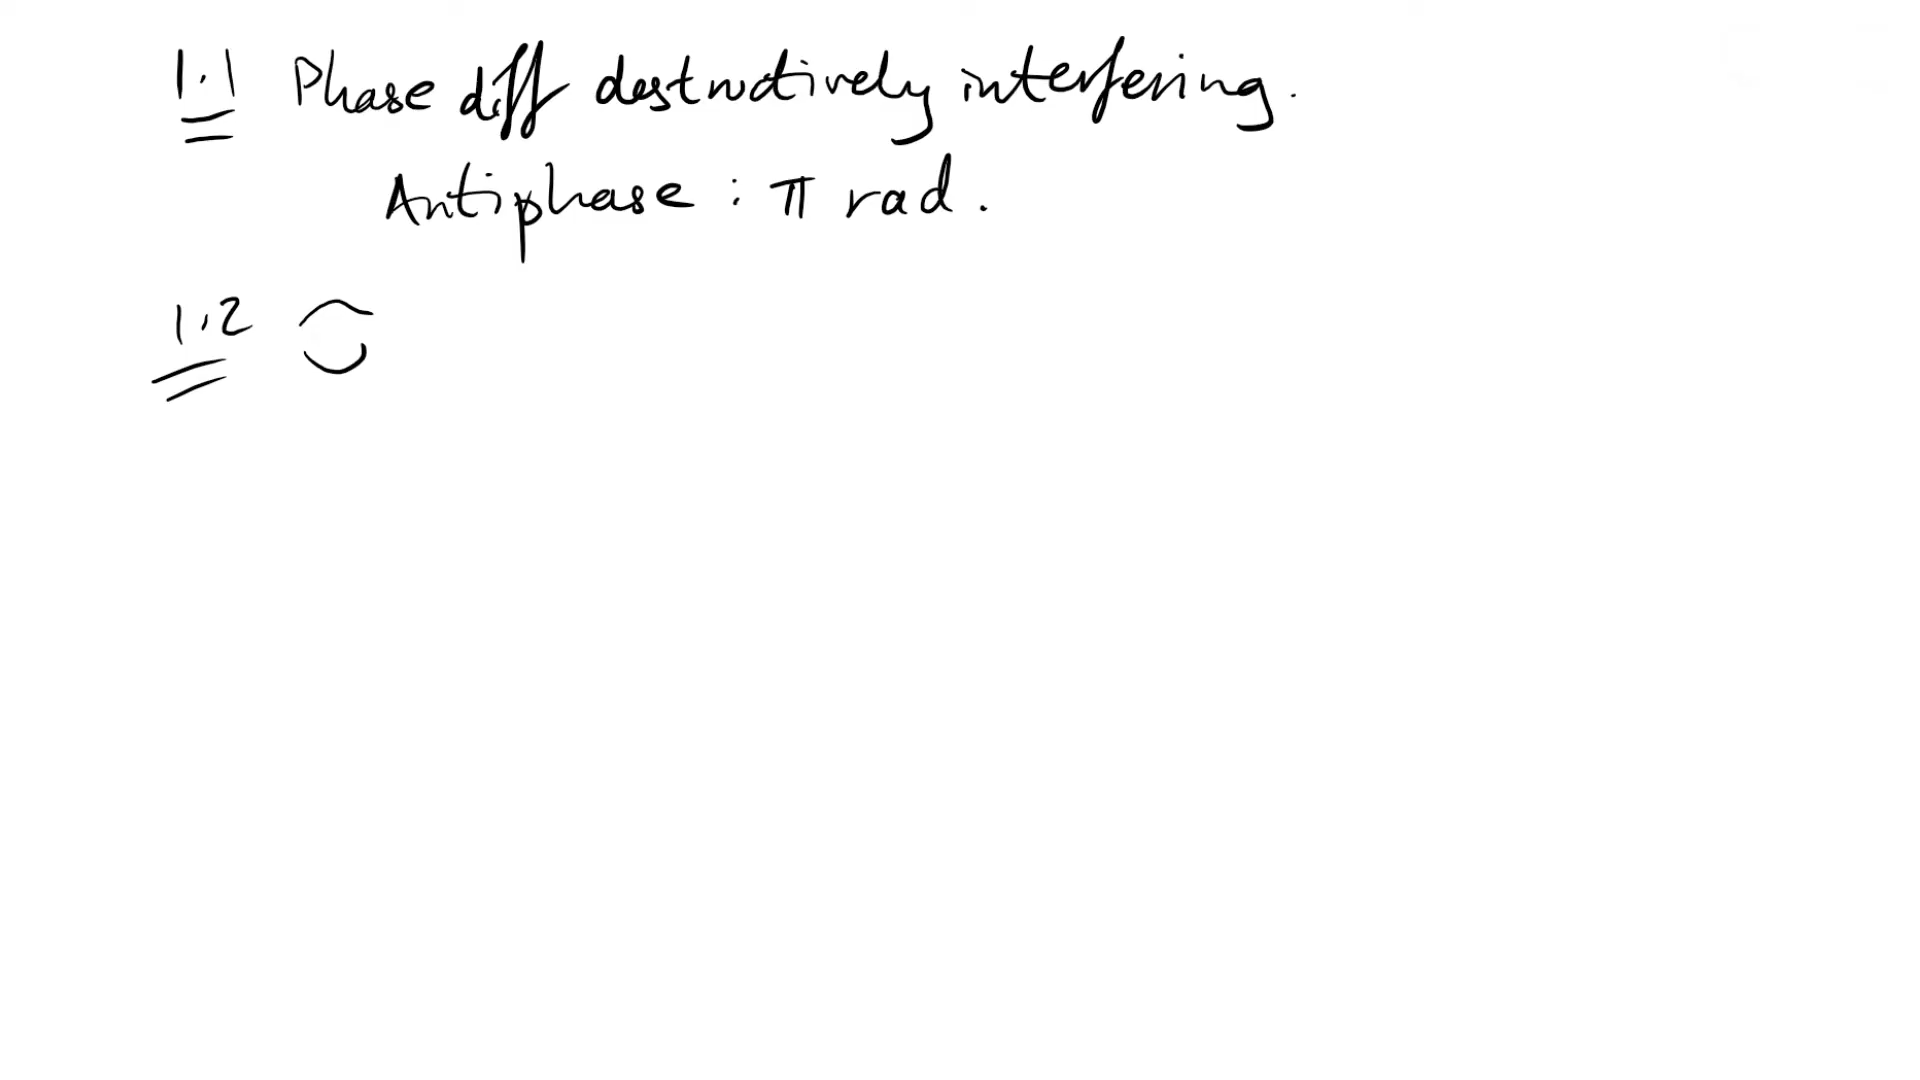 1.1 Phase diff destructively interfering.
Antiphase : π rad.
1.2